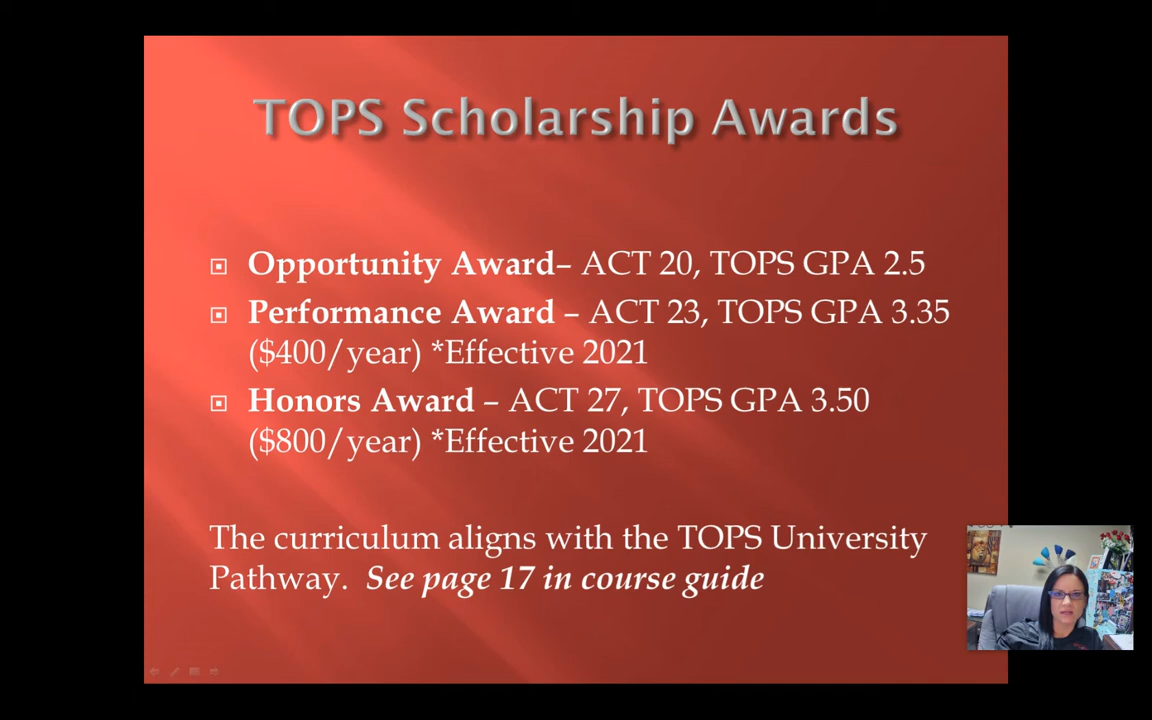 TOPS Scholarship Awards
Opportunity Award– ACT 20, TOPS GPA 2.5
Performance Award – ACT 23, TOPS GPA 3.35
($400/year) *Effective 2021
Honors Award – ACT 27, TOPS GPA 3.50
($800/year) *Effective 2021
The curriculum aligns with the TOPS University
Pathway. See page 17 in course guide